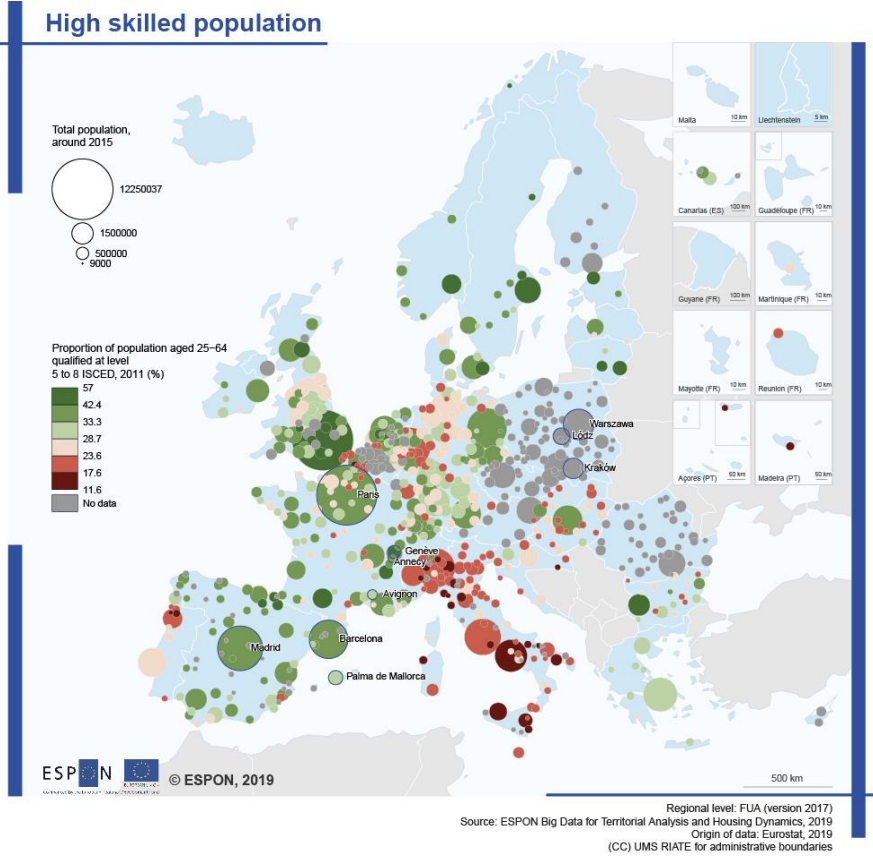 High skilled population
Total population,
around 2015
12250037
1500000
500000
9000
Proportion of population aged 25-64
qualified at level
5 to 8 ISCED, 2011 (%)
57
42.4
33.3
28.7
23.6
17.6
11.6
No data
Malta
10 km
Liechtenstein
5 km
Canarias (ES)
100 km
Guadeloupe (FR)
10 km
Guyane (FR)
100 km
Martinique (FR)
10 km
Mayotte (FR)
10 km
Reunion (FR)
10 km
Açores (PT)
50 km
Madeira (PT)
50 km
Warszawa
Łódź
Kraków
Paris
Genève
Annecy
Avignon
Madrid
Barcelona
Palma de Mallorca
ESPON
© ESPON, 2019
500 km
Regional level: FUA (version 2017)
Source: ESPON Big Data for Territorial Analysis and Housing Dynamics, 2019
Origin of data: Eurostat, 2019
(CC) UMS RIATE for administrative boundaries